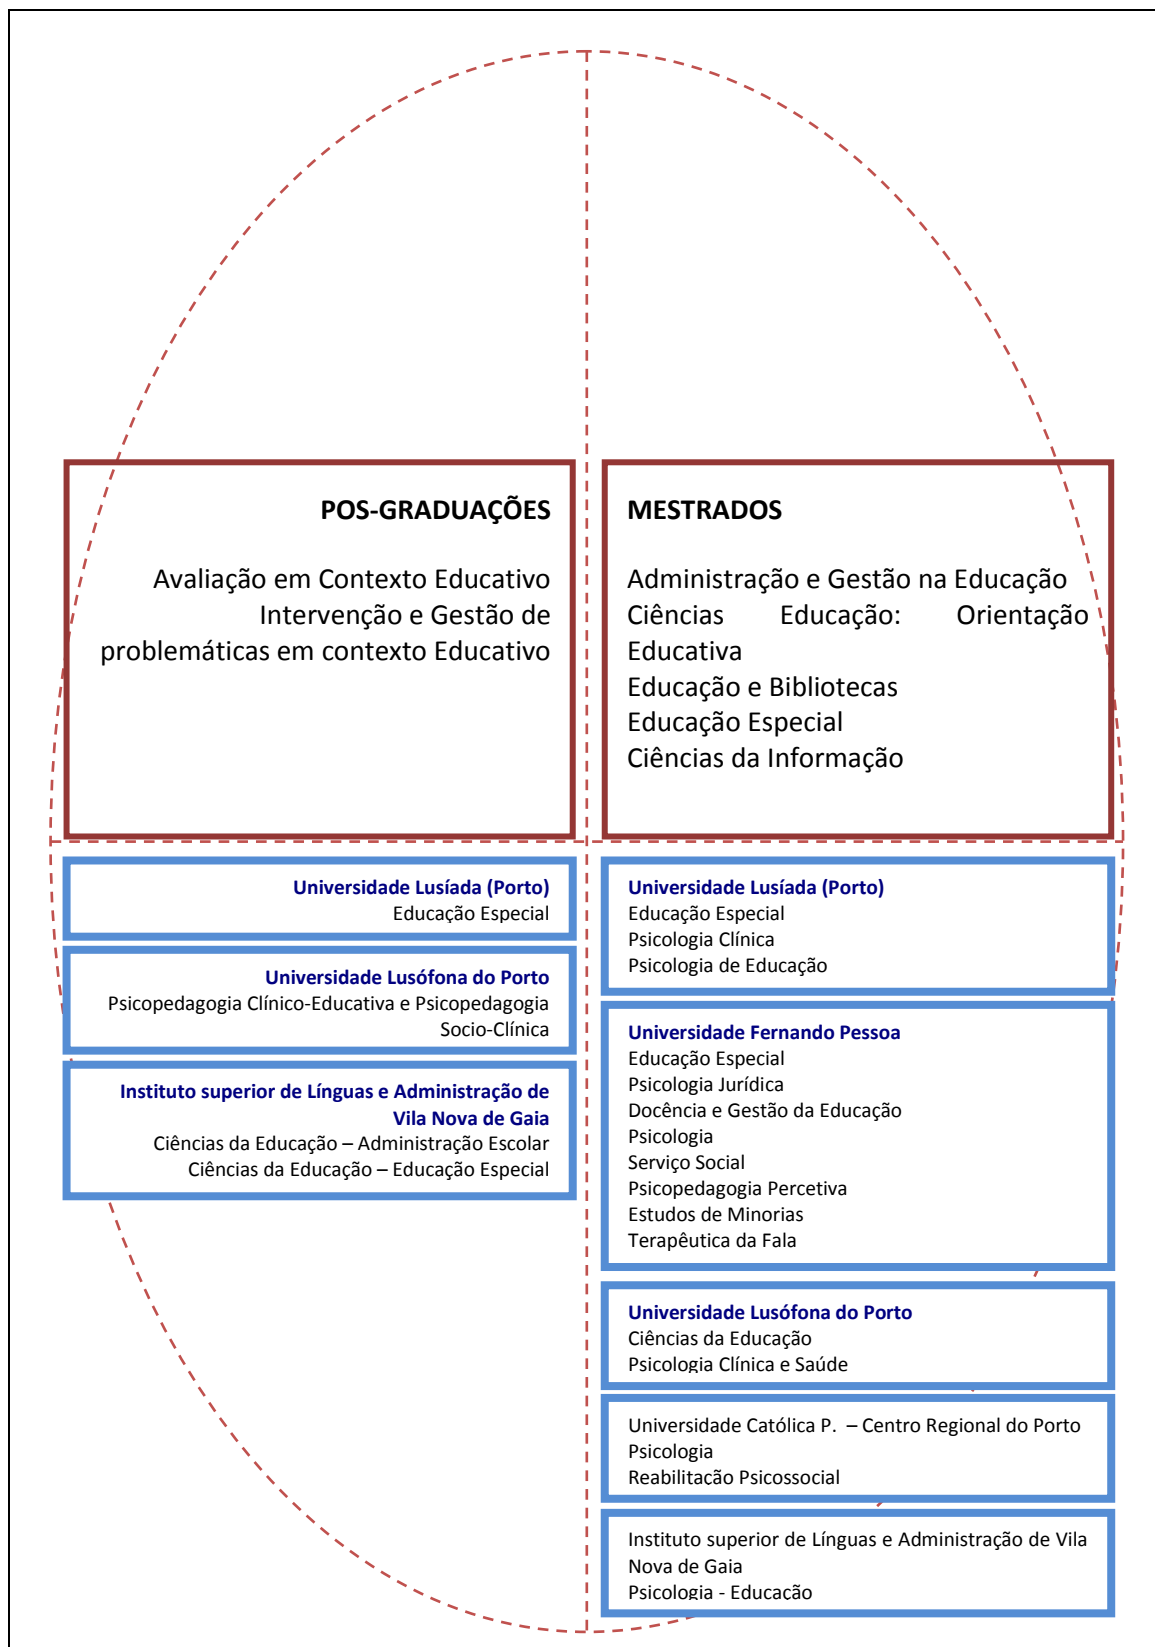 POS-GRADUAÇÕES
Avaliação em Contexto Educativo
Intervenção e Gestão de
problemáticas em contexto Educativo
MESTRADOS
Administração e Gestão na Educação
Ciências Educação: Orientação
Educativa
Educação e Bibliotecas
Educação Especial
Ciências da Informação
Universidade Lusíada (Porto)
Educação Especial
Universidade Lusófona do Porto
Psicopedagogia Clínico-Educativa e Psicopedagogia
Socio-Clínica
Instituto superior de Línguas e Administração de
Vila Nova de Gaia
Ciências da Educação – Administração Escolar
Ciências da Educação – Educação Especial
Universidade Lusíada (Porto)
Educação Especial
Psicologia Clínica
Psicologia de Educação
Universidade Fernando Pessoa
Educação Especial
Psicologia Jurídica
Docência e Gestão da Educação
Psicologia
Serviço Social
Psicopedagogia Percetiva
Estudos de Minorias
Terapêutica da Fala
Universidade Lusófona do Porto
Ciências da Educação
Psicologia Clínica e Saúde
Universidade Católica P. – Centro Regional do Porto
Psicologia
Reabilitação Psicossocial
Instituto superior de Línguas e Administração de Vila
Nova de Gaia
Psicologia - Educação